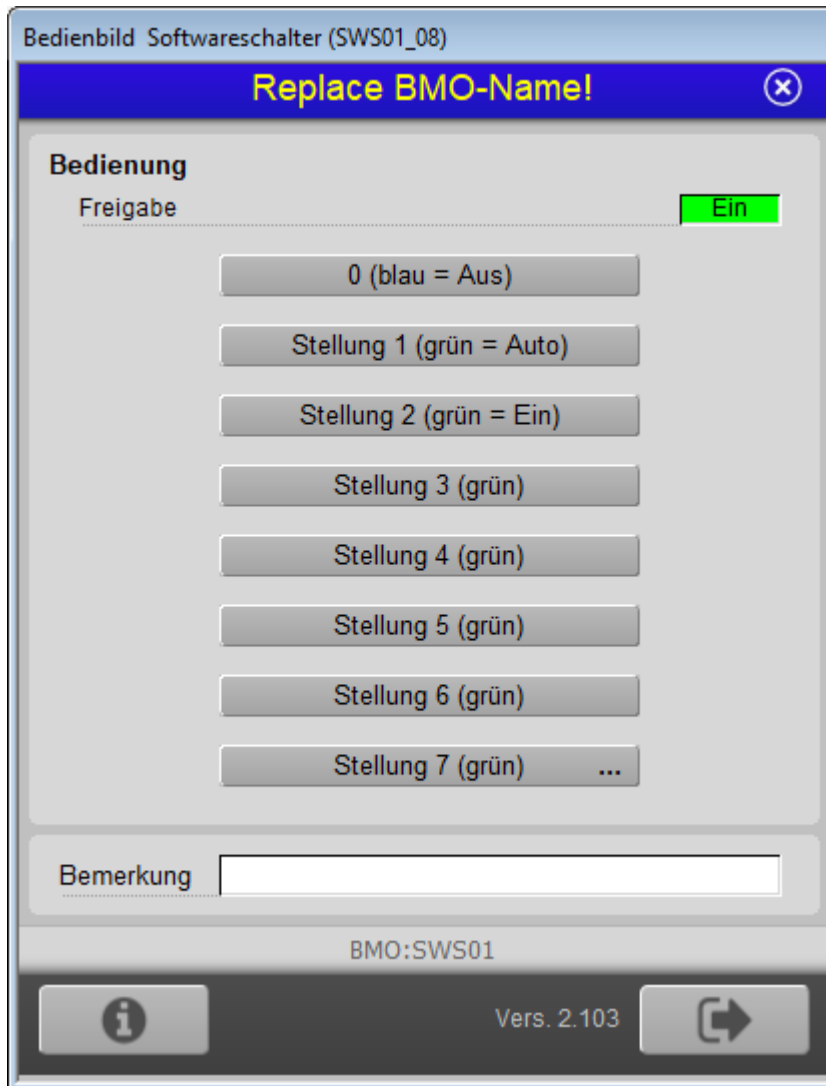 Bedienbild Softwareschalter (SWS01_08)
Replace BMO-Name!
Bedienung
Freigabe Ein
0 (blau = Aus)
Stellung 1 (grün = Auto)
Stellung 2 (grün = Ein)
Stellung 3 (grün)
Stellung 4 (grün)
Stellung 5 (grün)
Stellung 6 (grün)
Stellung 7 (grün) ...
Bemerkung
BMO:SWS01
Vers. 2.103